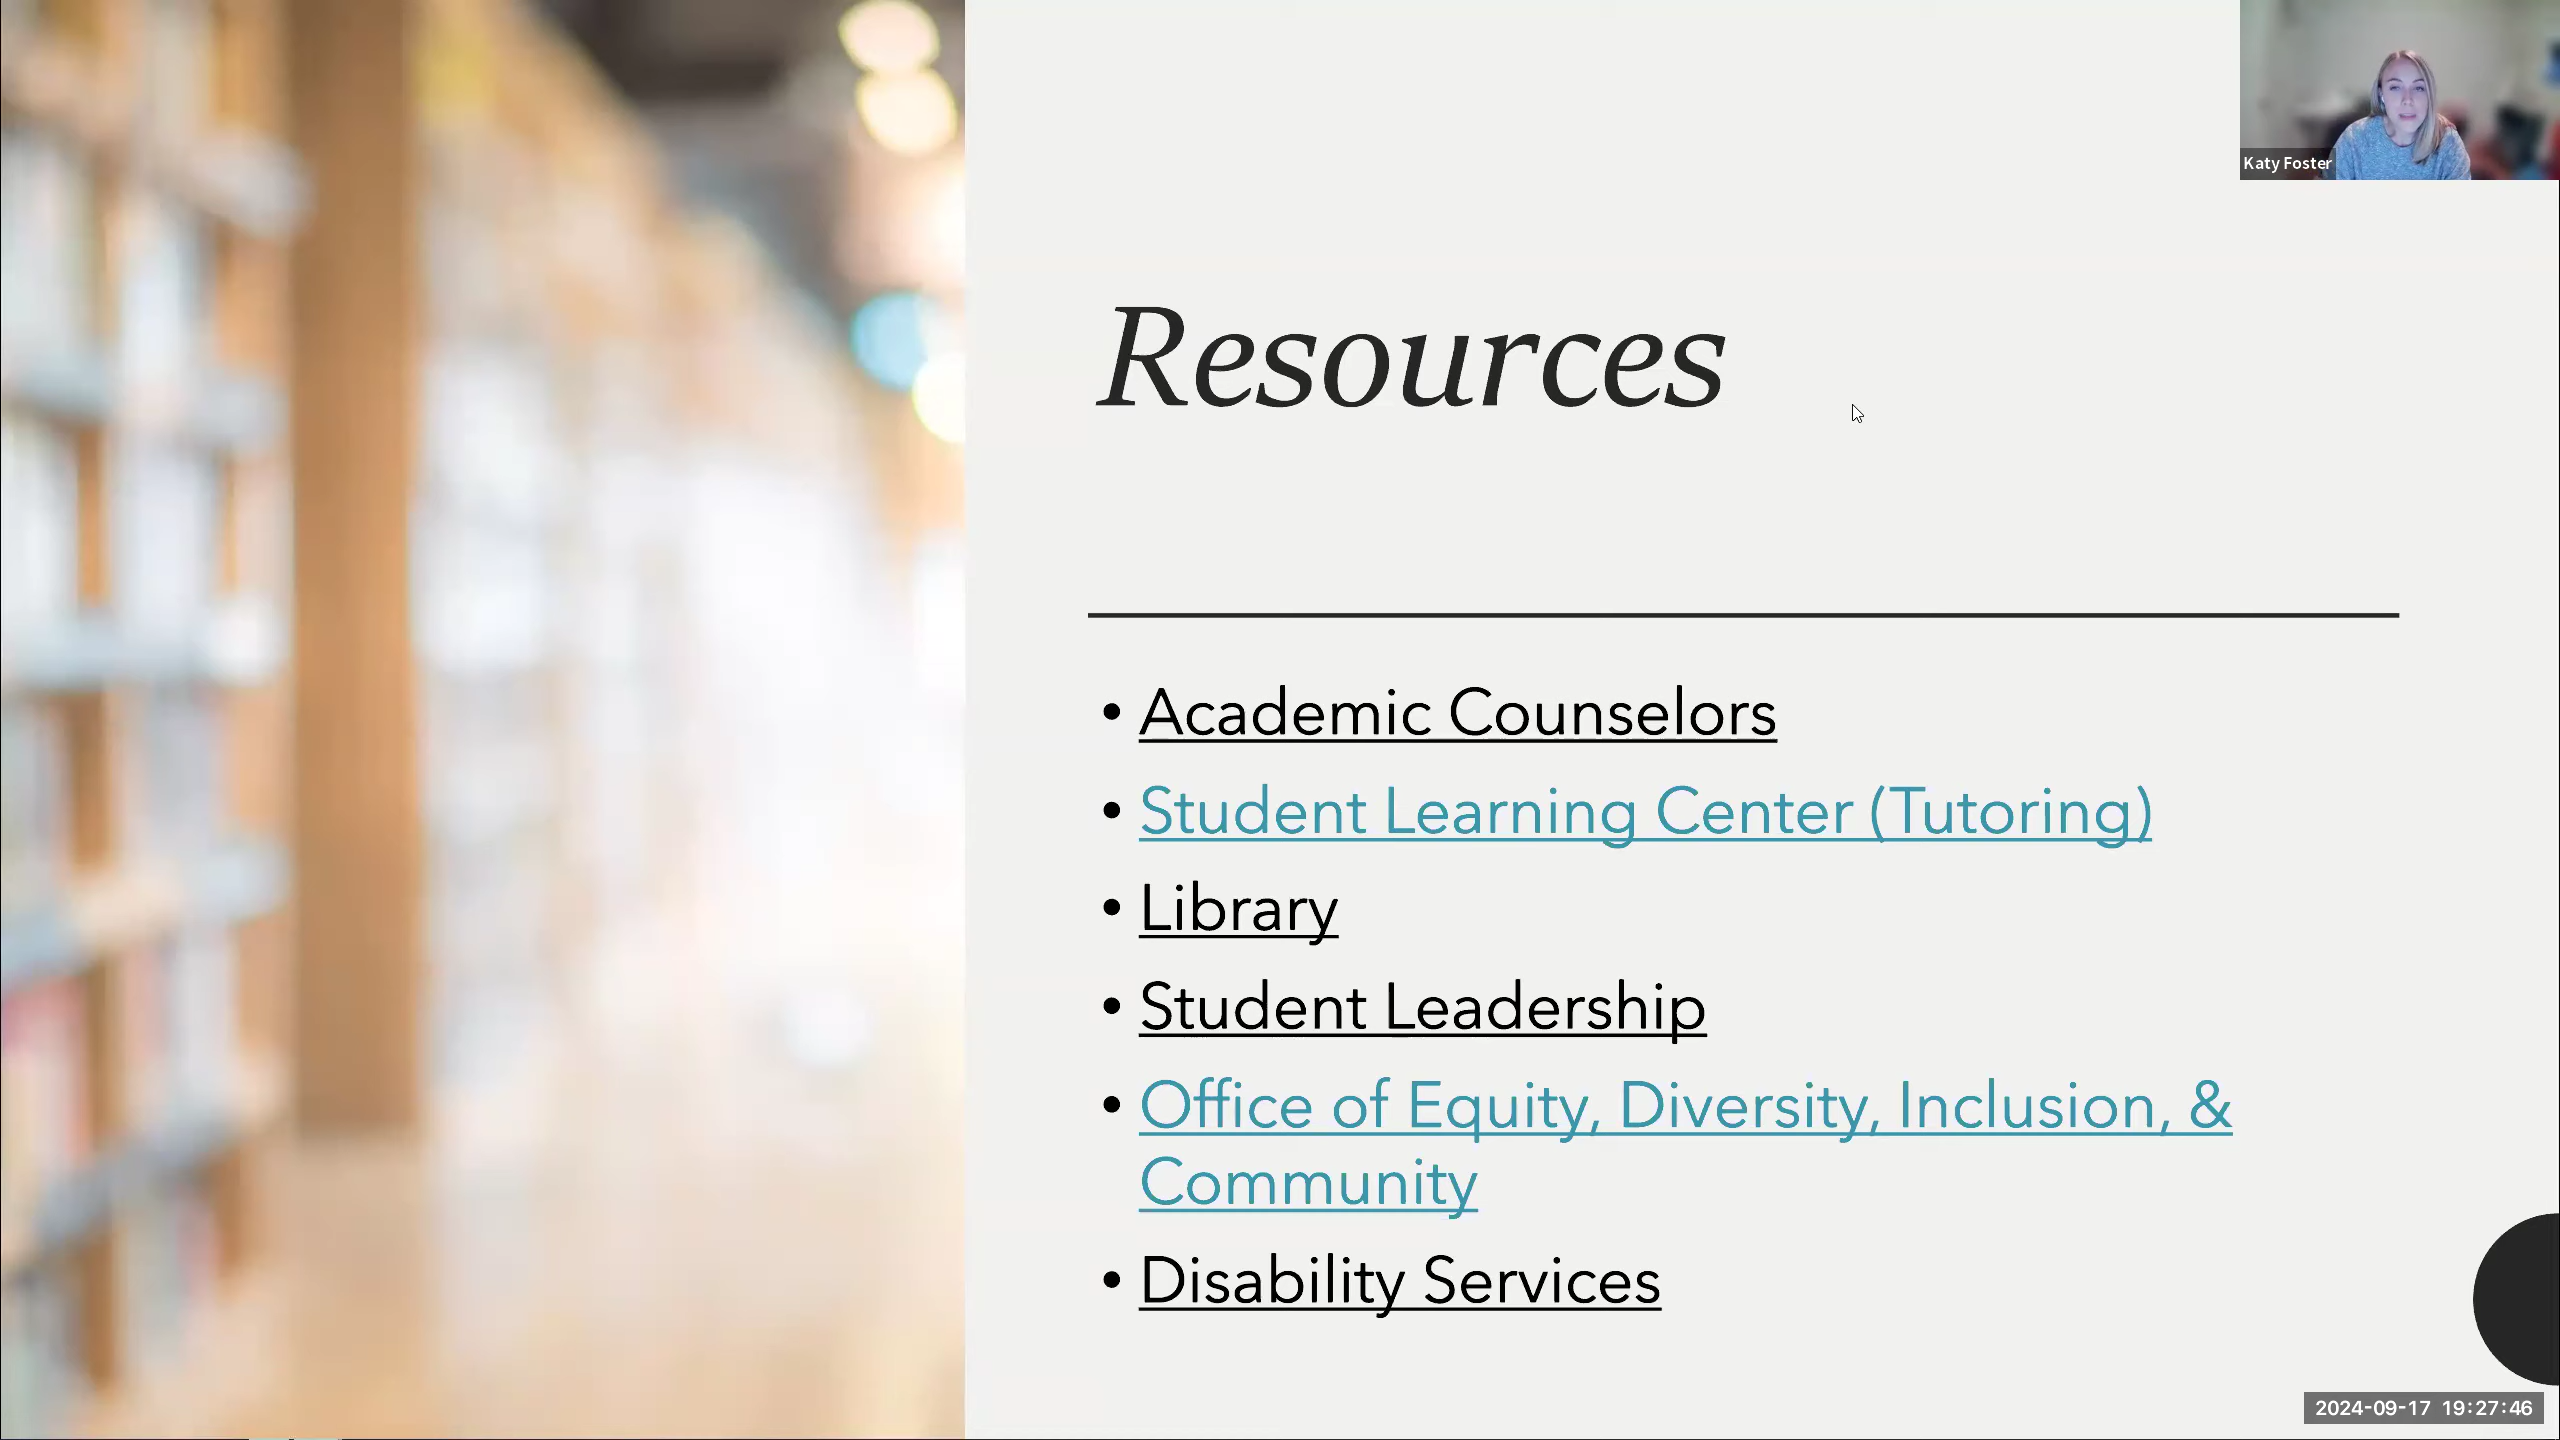 Katy Foster
Resources
• Academic Counselors
• Student Learning Center (Tutoring)
• Library
• Student Leadership
• Office of Equity, Diversity, Inclusion, &
Community
• Disability Services
2024-09-17 19:27:46